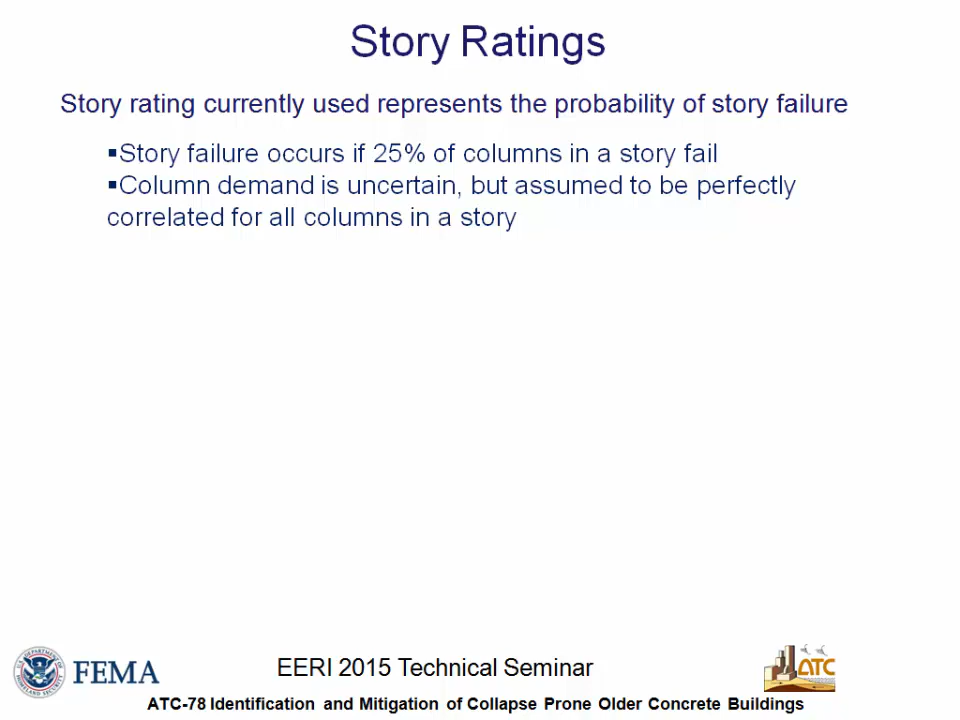 Story Ratings
Story rating currently used represents the probability of story failure
▪Story failure occurs if 25% of columns in a story fail
▪Column demand is uncertain, but assumed to be perfectly
correlated for all columns in a story
FEMA
EERI 2015 Technical Seminar
ATC
ATC-78 Identification and Mitigation of Collapse Prone Older Concrete Buildings